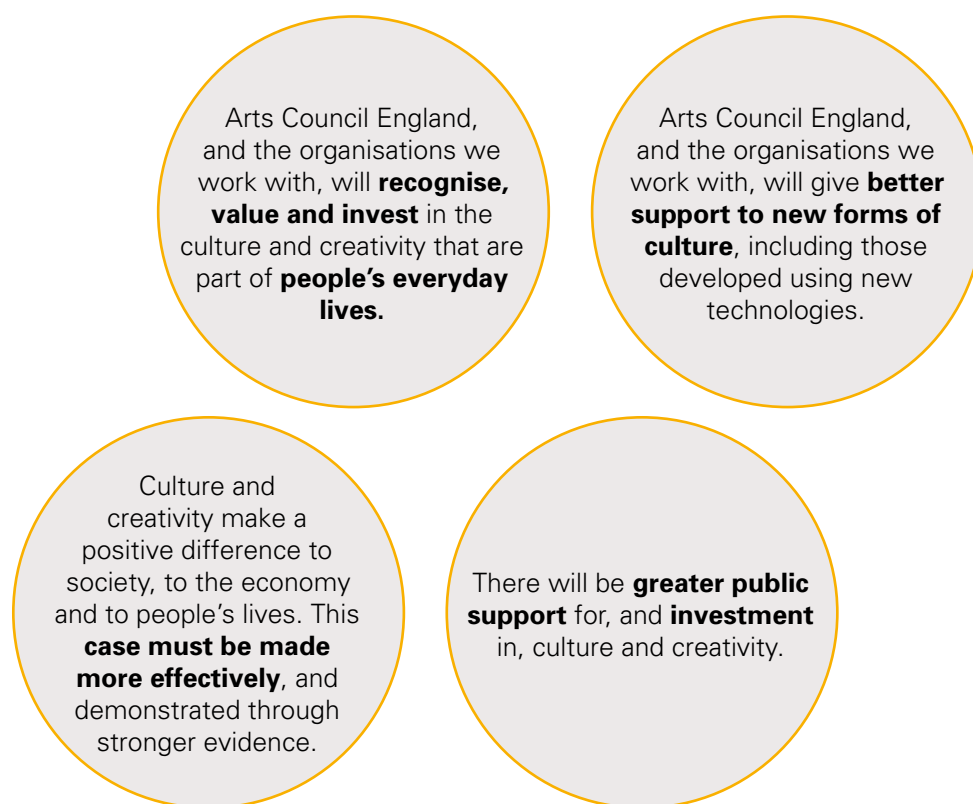 Arts Council England,
and the organisations we
work with, will recognise,
value and invest in the
culture and creativity that are
part of people’s everyday
lives.
Arts Council England,
and the organisations we
work with, will give better
support to new forms of
culture, including those
developed using new
technologies.
Culture and
creativity make a
positive difference to
society, to the economy
and to people’s lives. This
case must be made
more effectively, and
demonstrated through
stronger evidence.
There will be greater public
support for, and investment
in, culture and creativity.